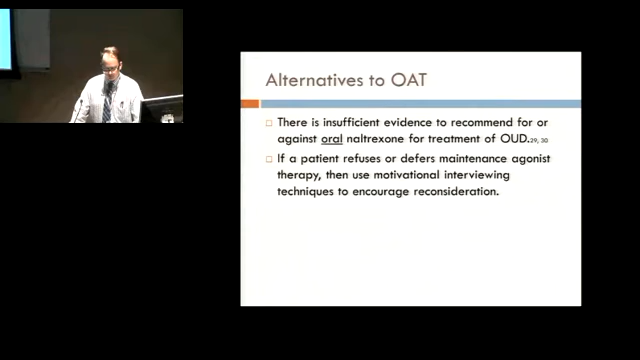 Alternatives to OAT
There is insufficient evidence to recommend for or
against oral naltrexone for treatment of OUD.29, 30
If a patient refuses or defers maintenance agonist
therapy, then use motivational interviewing
techniques to encourage reconsideration.